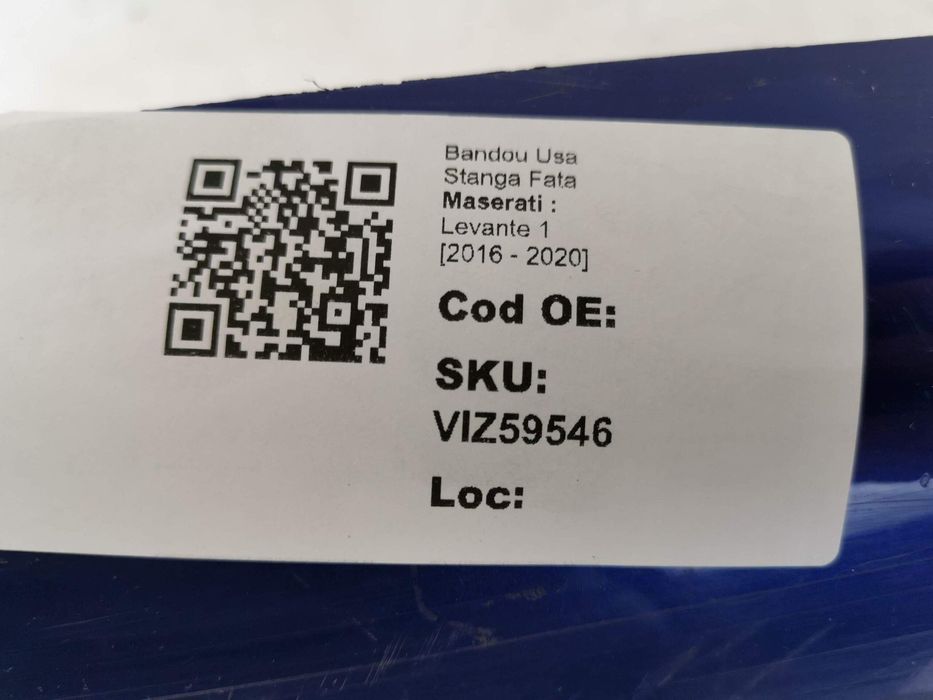 Bandou Usa
Stanga Fata
Maserati :
Levante 1
[2016 - 2020]
Cod OE:
SKU:
VIZ59546
Loc: